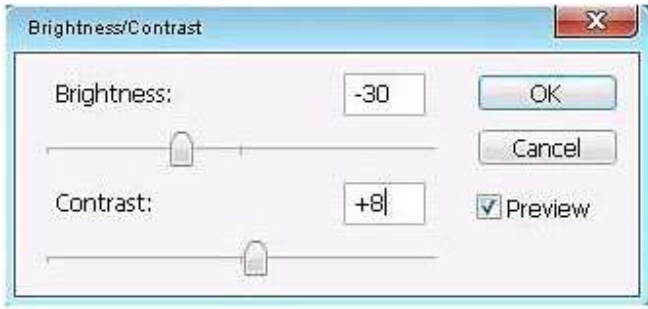 Brightness/Contrast
Brightness: -30 OK
Cancel
Contrast: +8 Preview